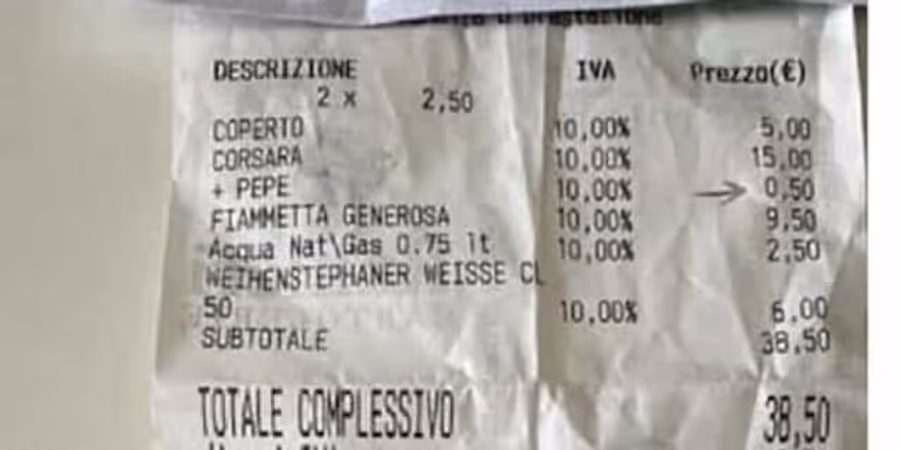 o prestazione
DESCRIZIONE IVA Prezzo(€)
2 x 2,50
COPERTO 10,00% 5,00
CORSARA 10,00% 15,00
+ PEPE 10,00% 0,50
FIAMMETTA GENEROSA 10,00% 9,50
Acqua Nat\Gas 0.75 lt 10,00% 2,50
WEIHENSTEPHANER WEISSE CL
50 10,00% 6,00
SUBTOTALE 38,50
TOTALE COMPLESSIVO 38,50